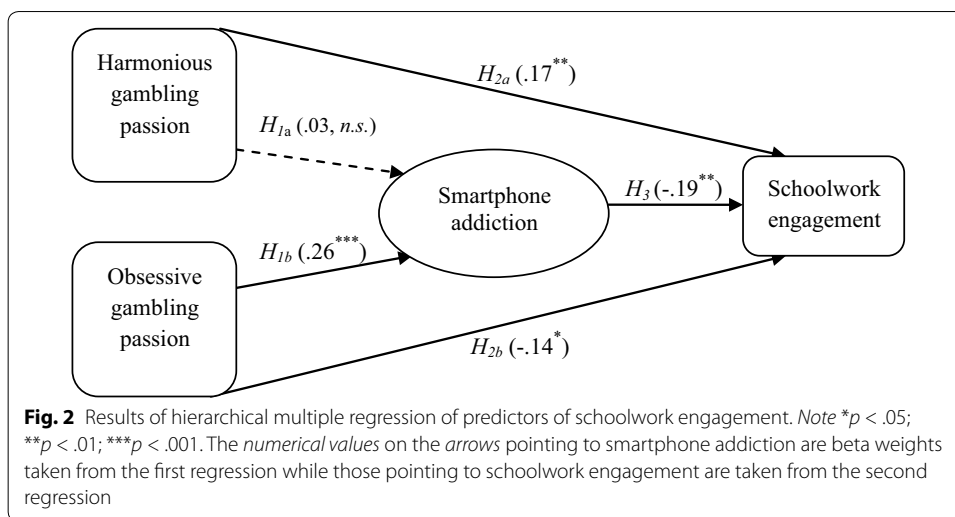 Harmonious
gambling
passion
H2a (.17**)
H1a (.03, n.s.)
Smartphone
addiction
H3 (-.19**)
Schoolwork
engagement
H1b (.26***)
Obsessive
gambling
passion
H2b (-.14*)
Fig. 2 Results of hierarchical multiple regression of predictors of schoolwork engagement. Note *p < .05;
**p < .01; ***p < .001. The numerical values on the arrows pointing to smartphone addiction are beta weights
taken from the first regression while those pointing to schoolwork engagement are taken from the second
regression